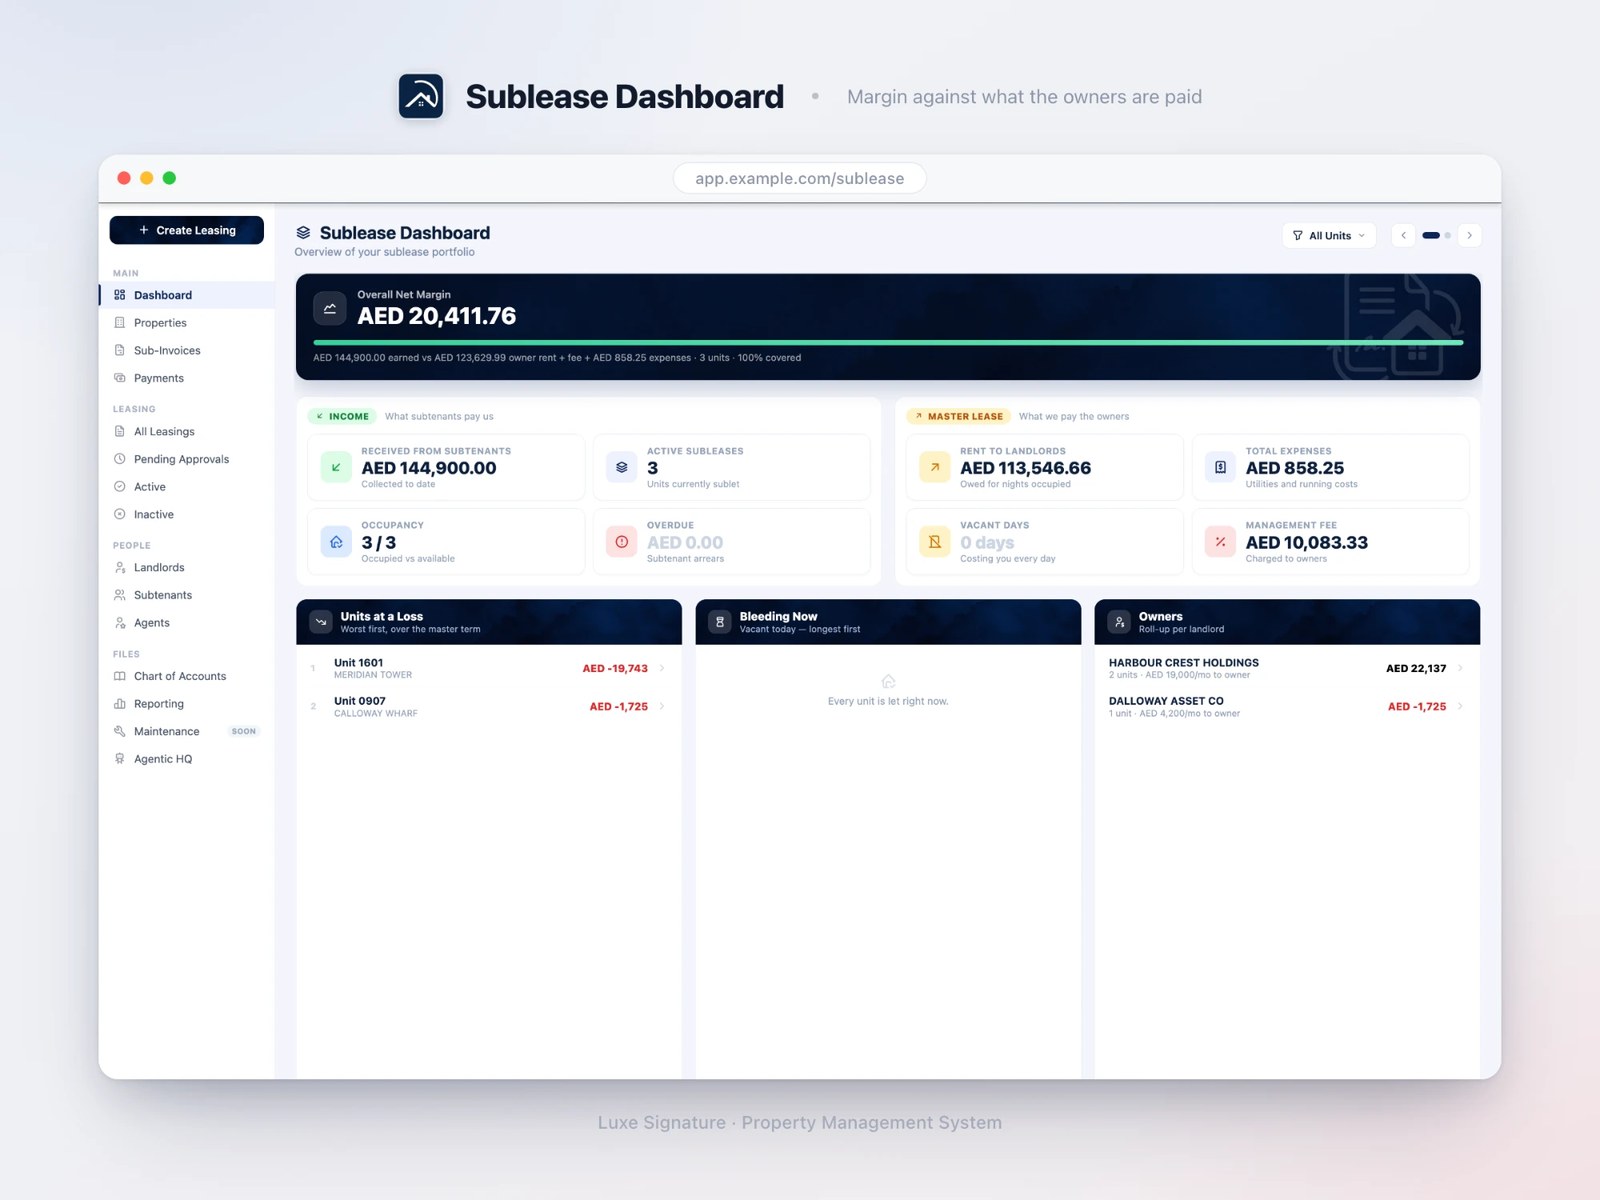 Sublease Dashboard • Margin against what the owners are paid
app.example.com/sublease
+ Create Leasing
MAIN
Dashboard
Properties
Sub-Invoices
Payments
LEASING
All Leasings
Pending Approvals
Active
Inactive
PEOPLE
Landlords
Subtenants
Agents
FILES
Chart of Accounts
Reporting
Maintenance SOON
Agentic HQ
Sublease Dashboard
Overview of your sublease portfolio
All Units
Overall Net Margin
AED 20,411.76
AED 144,900.00 earned vs AED 123,629.99 owner rent + fee + AED 858.25 expenses · 3 units · 100% covered
INCOME What subtenants pay us
RECEIVED FROM SUBTENANTS
AED 144,900.00
Collected to date
ACTIVE SUBLEASES
3
Units currently sublet
OCCUPANCY
3 / 3
Occupied vs available
OVERDUE
AED 0.00
Subtenant arrears
MASTER LEASE What we pay the owners
RENT TO LANDLORDS
AED 113,546.66
Owed for nights occupied
TOTAL EXPENSES
AED 858.25
Utilities and running costs
VACANT DAYS
0 days
Costing you every day
MANAGEMENT FEE
AED 10,083.33
Charged to owners
Units at a Loss
Worst first, over the master term
1 Unit 1601 AED -19,743
MERIDIAN TOWER
2 Unit 0907 AED -1,725
CALLOWAY WHARF
Bleeding Now
Vacant today — longest first
Every unit is let right now.
Owners
Roll-up per landlord
HARBOUR CREST HOLDINGS AED 22,137
2 units · AED 19,000/mo to owner
DALLOWAY ASSET CO AED -1,725
1 unit · AED 4,200/mo to owner
Luxe Signature · Property Management System